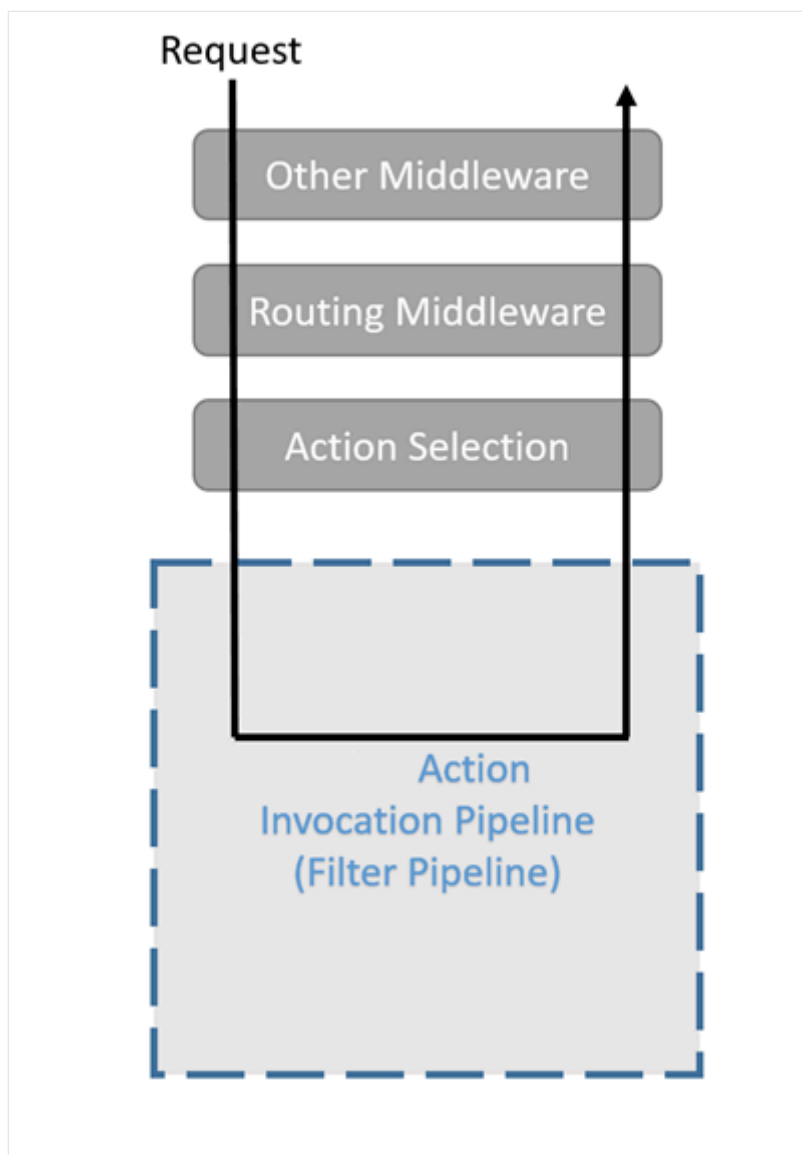 Request
Other Middleware
Routing Middleware
Action Selection
Action
Invocation Pipeline
(Filter Pipeline)